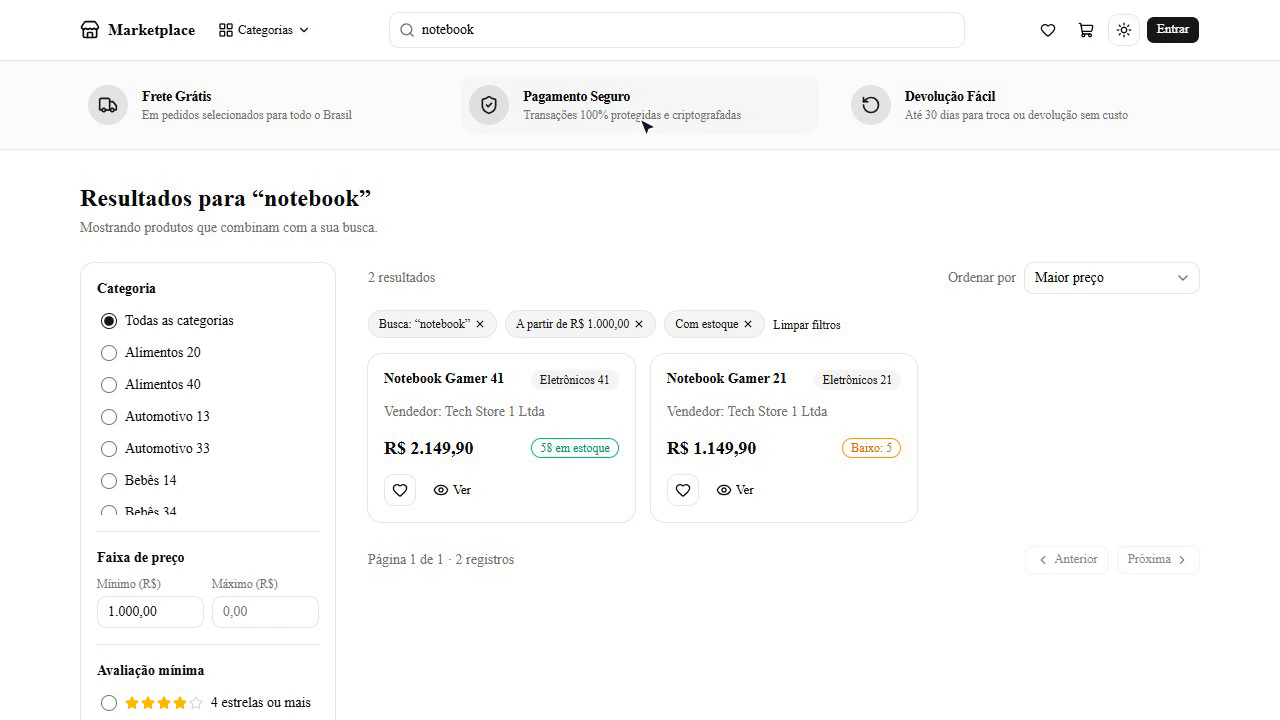 Marketplace
Categorias
notebook
Entrar
Frete Grátis
Em pedidos selecionados para todo o Brasil
Pagamento Seguro
Transações 100% protegidas e criptografadas
Devolução Fácil
Até 30 dias para troca ou devolução sem custo
Resultados para “notebook”
Mostrando produtos que combinam com a sua busca.
Categoria
Todas as categorias
Alimentos 20
Alimentos 40
Automotivo 13
Automotivo 33
Bebês 14
Bebês 34
Faixa de preço
Mínimo (R$) Máximo (R$)
1.000,00 0,00
Avaliação mínima
4 estrelas ou mais
2 resultados
Ordenar por Maior preço
Busca: “notebook” A partir de R$ 1.000,00 Com estoque Limpar filtros
Notebook Gamer 41 Eletrônicos 41
Vendedor: Tech Store 1 Ltda
R$ 2.149,90 58 em estoque
Ver
Notebook Gamer 21 Eletrônicos 21
Vendedor: Tech Store 1 Ltda
R$ 1.149,90 Baixo: 5
Ver
Página 1 de 1 · 2 registros
Anterior Próxima